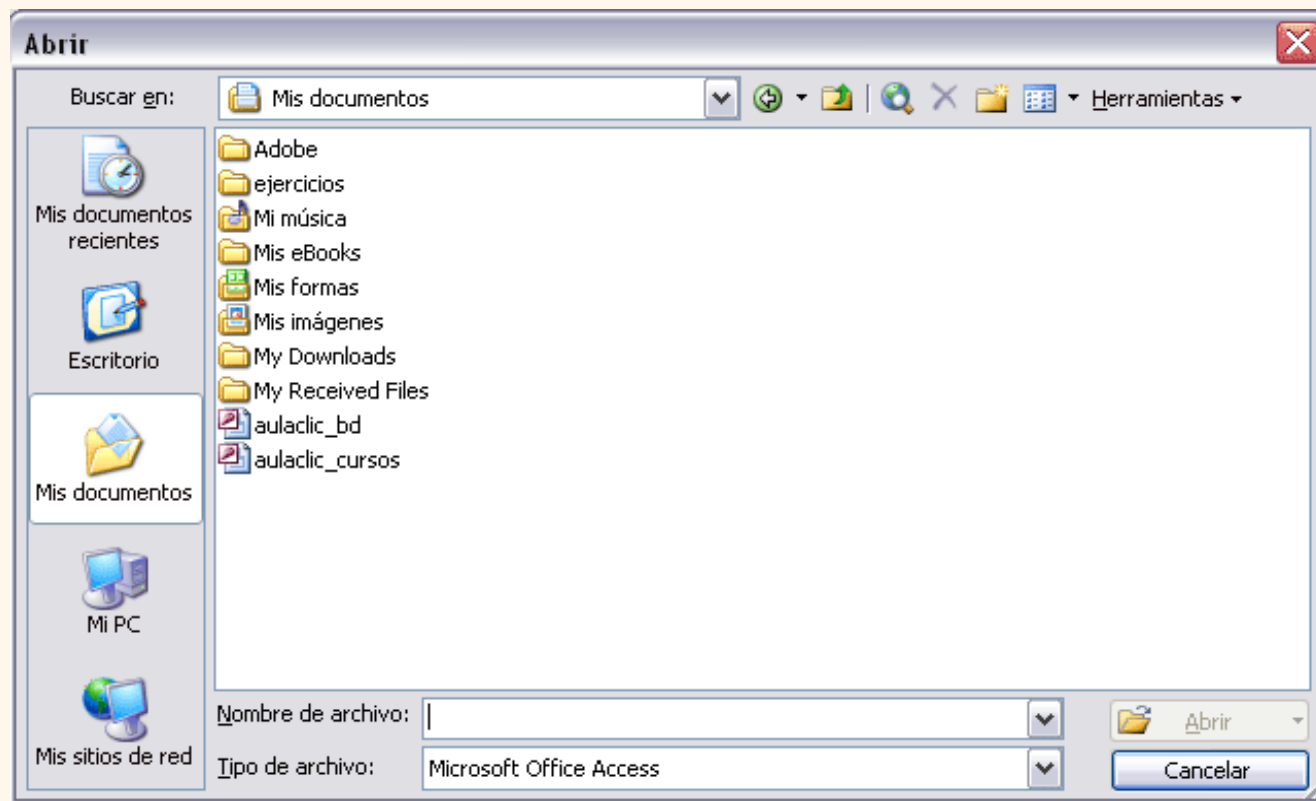 Abrir
Buscar en:
Mis documentos
Herramientas
Mis documentos
recientes
Escritorio
Mis documentos
Mi PC
Mis sitios de red
Adobe
ejercicios
Mi música
Mis eBooks
Mis formas
Mis imágenes
My Downloads
My Received Files
aulaclic_bd
aulaclic_cursos
Nombre de archivo:
Abrir
Tipo de archivo:
Microsoft Office Access
Cancelar